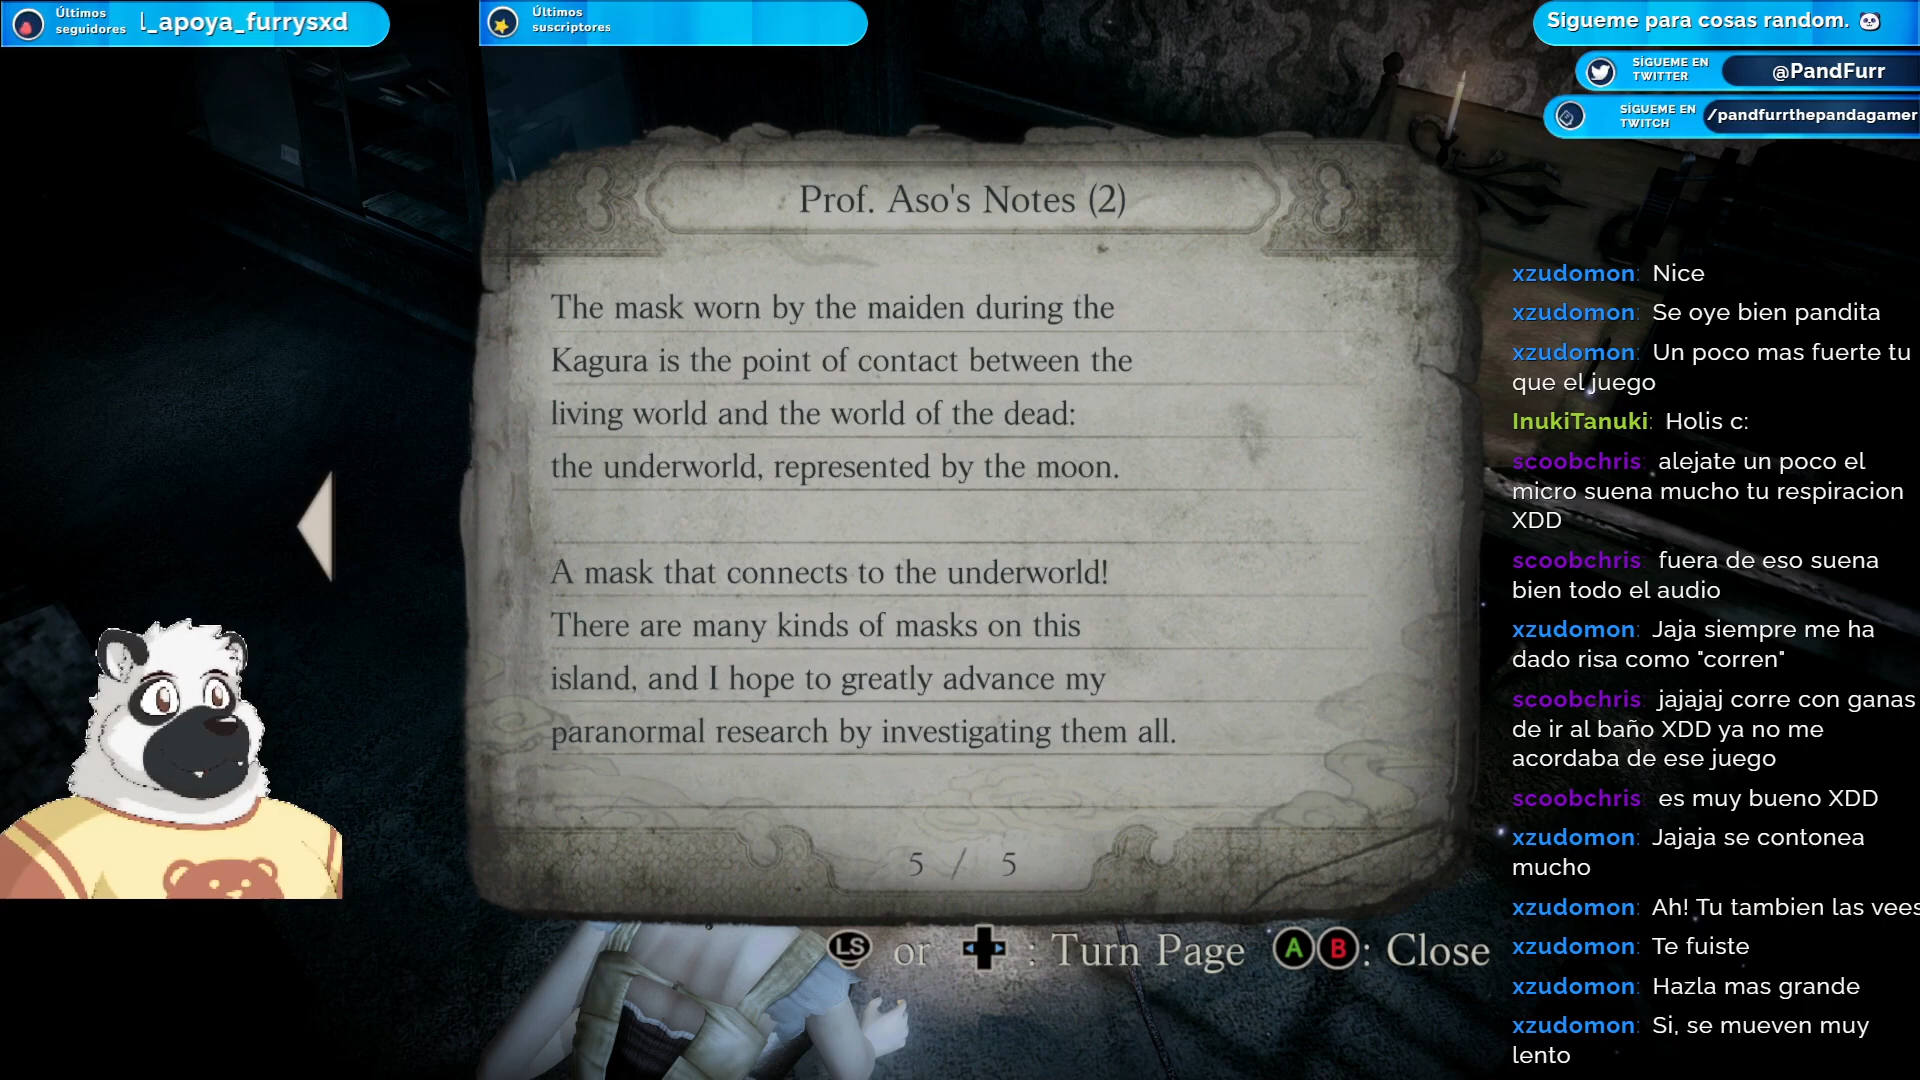 Últimos
seguidores
l_apoya_furrysxd
Últimos
suscriptores
Sigueme para cosas random.
SÍGUEME EN
TWITTER
@PandFurr
SÍGUEME EN
TWITCH
/pandfurrthepandagamer
Prof. Aso's Notes (2)
The mask worn by the maiden during the
Kagura is the point of contact between the
living world and the world of the dead:
the underworld, represented by the moon.
A mask that connects to the underworld!
There are many kinds of masks on this
island, and I hope to greatly advance my
paranormal research by investigating them all.
5 / 5
LS or : Turn Page A B : Close
xzudomon: Nice
xzudomon: Se oye bien pandita
xzudomon: Un poco mas fuerte tu
que el juego
InukiTanuki: Holis c:
scoobchris: alejate un poco el
micro suena mucho tu respiracion
XDD
scoobchris: fuera de eso suena
bien todo el audio
xzudomon: Jaja siempre me ha
dado risa como "corren"
scoobchris: jajajaj corre con ganas
de ir al baño XDD ya no me
acordaba de ese juego
scoobchris: es muy bueno XDD
xzudomon: Jajaja se contonea
mucho
xzudomon: Ah! Tu tambien las vees
xzudomon: Te fuiste
xzudomon: Hazla mas grande
xzudomon: Si, se mueven muy
lento